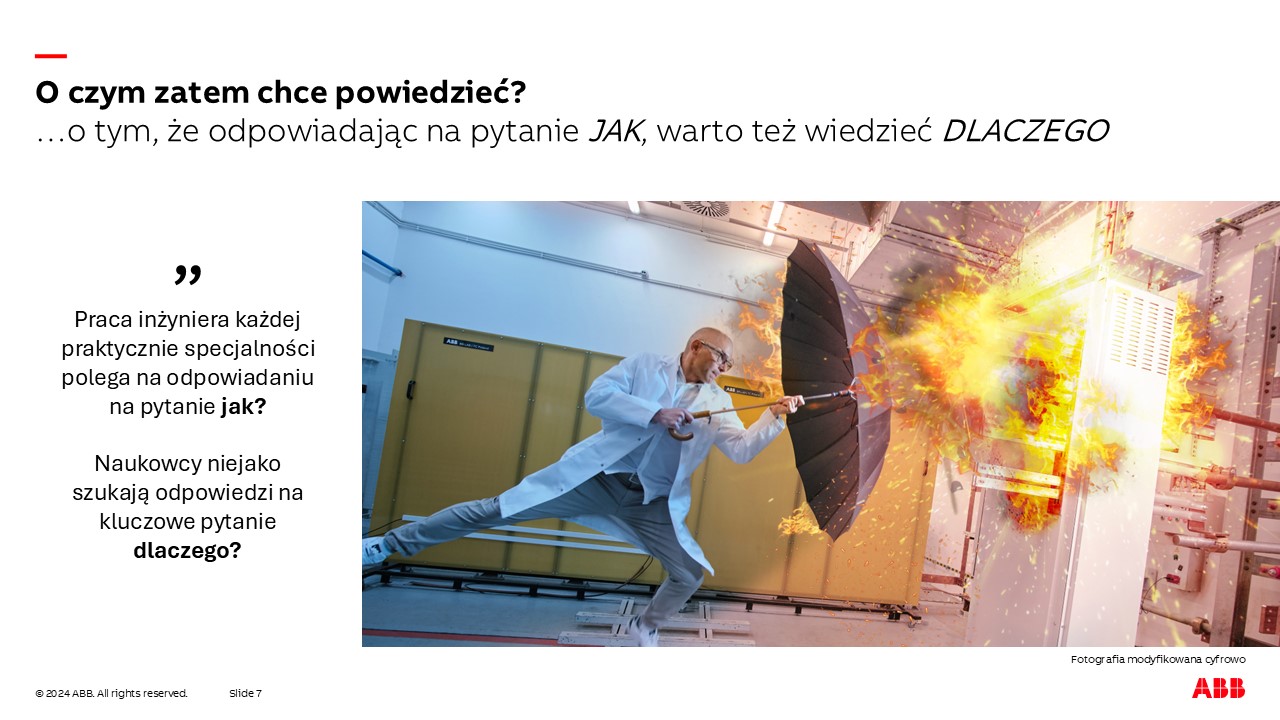 O czym zatem chce powiedzieć?
…o tym, że odpowiadając na pytanie JAK, warto też wiedzieć DLACZEGO
”
Praca inżyniera każdej
praktycznie specjalności
polega na odpowiadaniu
na pytanie jak?
Naukowcy niejako
szukają odpowiedzi na
kluczowe pytanie
dlaczego?
ABB
ABB
Fotografia modyfikowana cyfrowo
© 2024 ABB. All rights reserved.
Slide 7
ABB